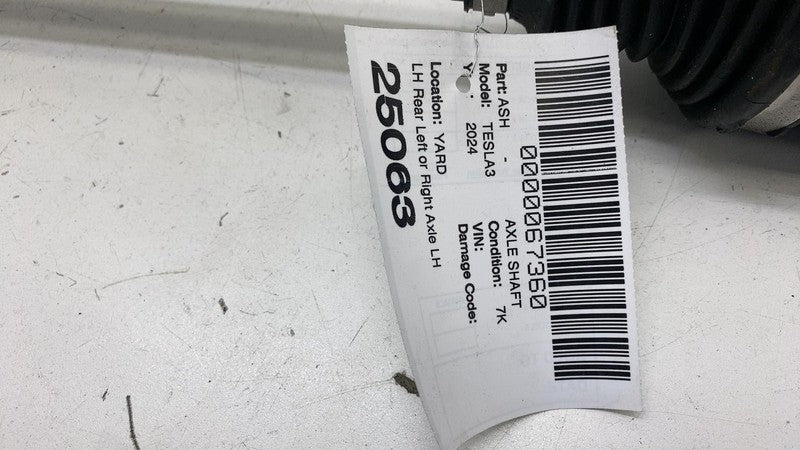 0000067360
Part: ASH - AXLE SHAFT
Model: TESLA3 Condition: 7K
2024 VIN:
Damage Code:
Location: YARD
LH Rear Left or Right Axle LH
25063